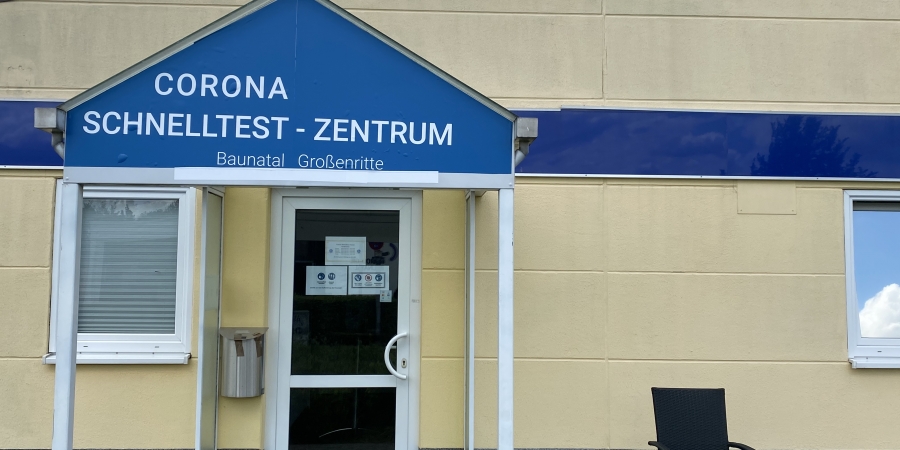 CORONA
SCHNELLTEST - ZENTRUM
Baunatal Großenritte